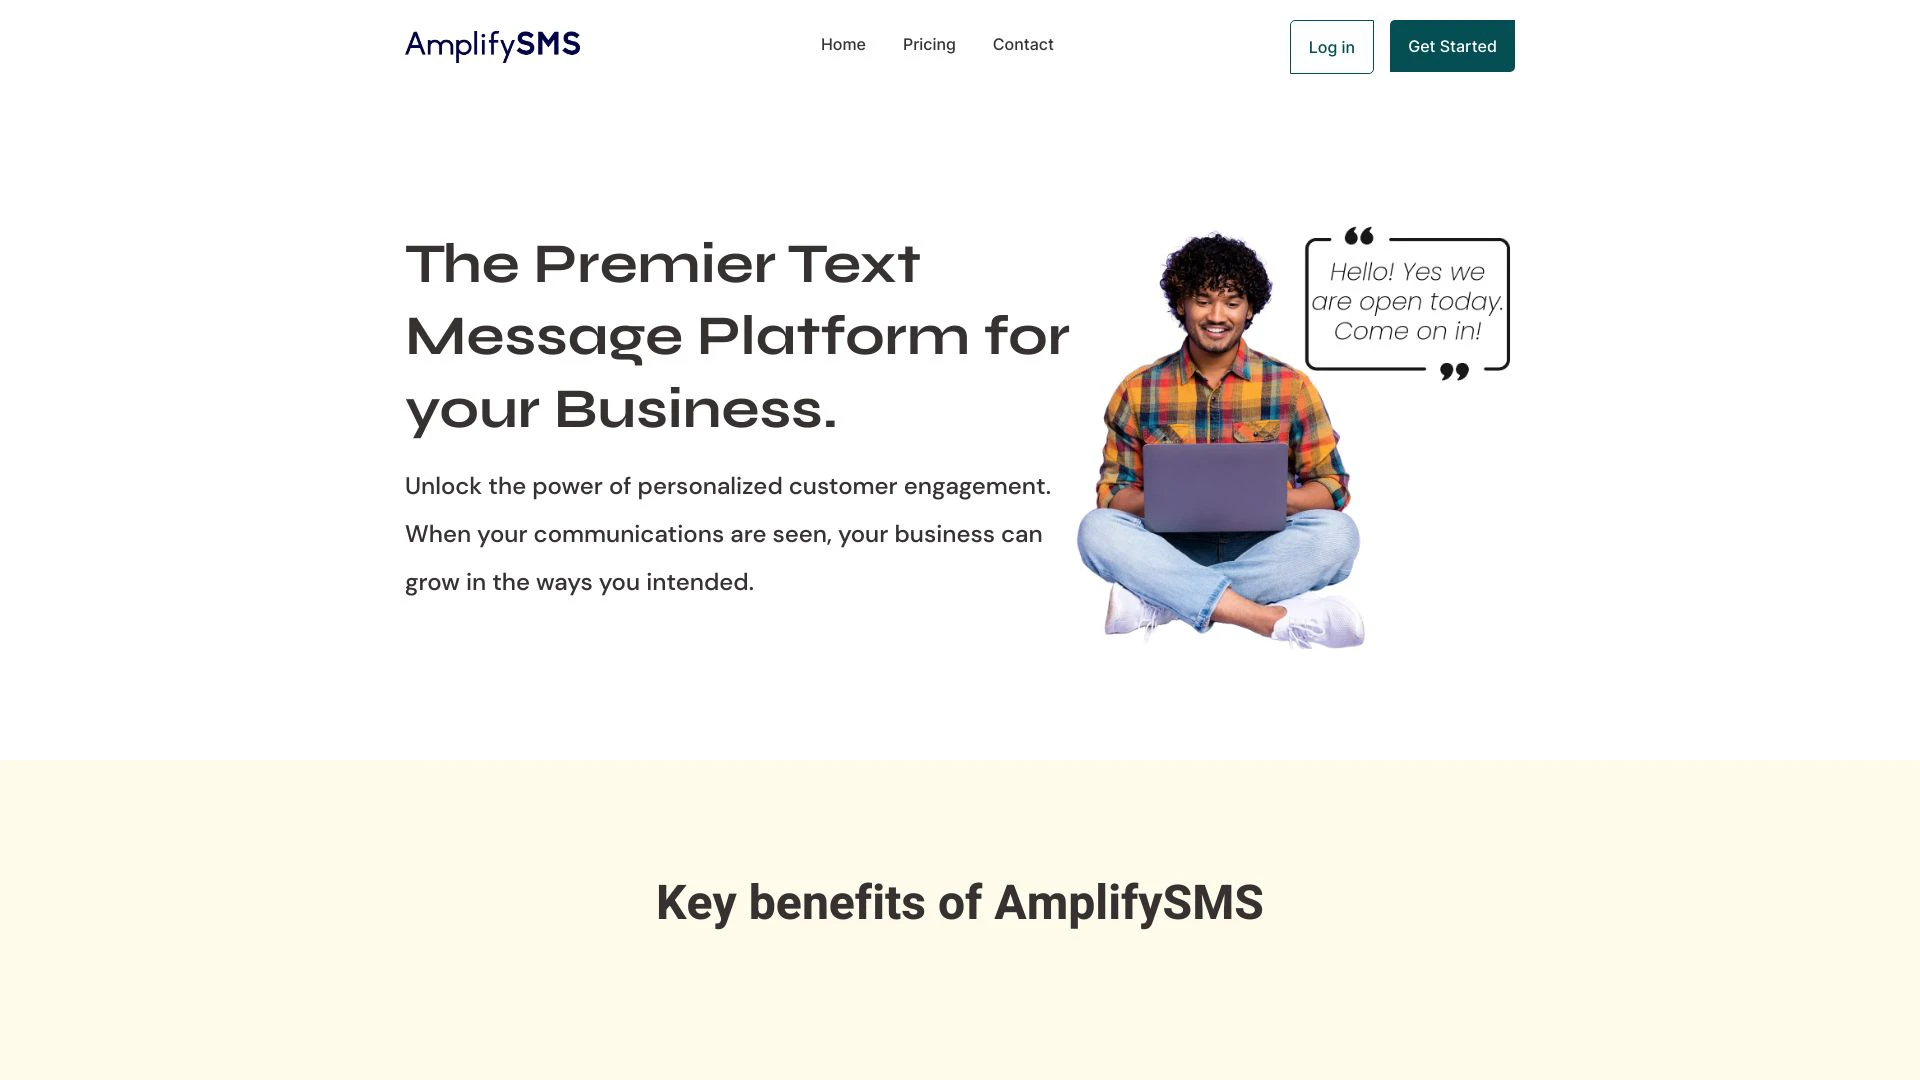 AmplifySMS
Home
Pricing
Contact
Log in
Get Started
The Premier Text
Message Platform for
your Business.
Unlock the power of personalized customer engagement.
When your communications are seen, your business can
grow in the ways you intended.
“
Hello! Yes we
are open today.
Come on in!
”
Key benefits of AmplifySMS